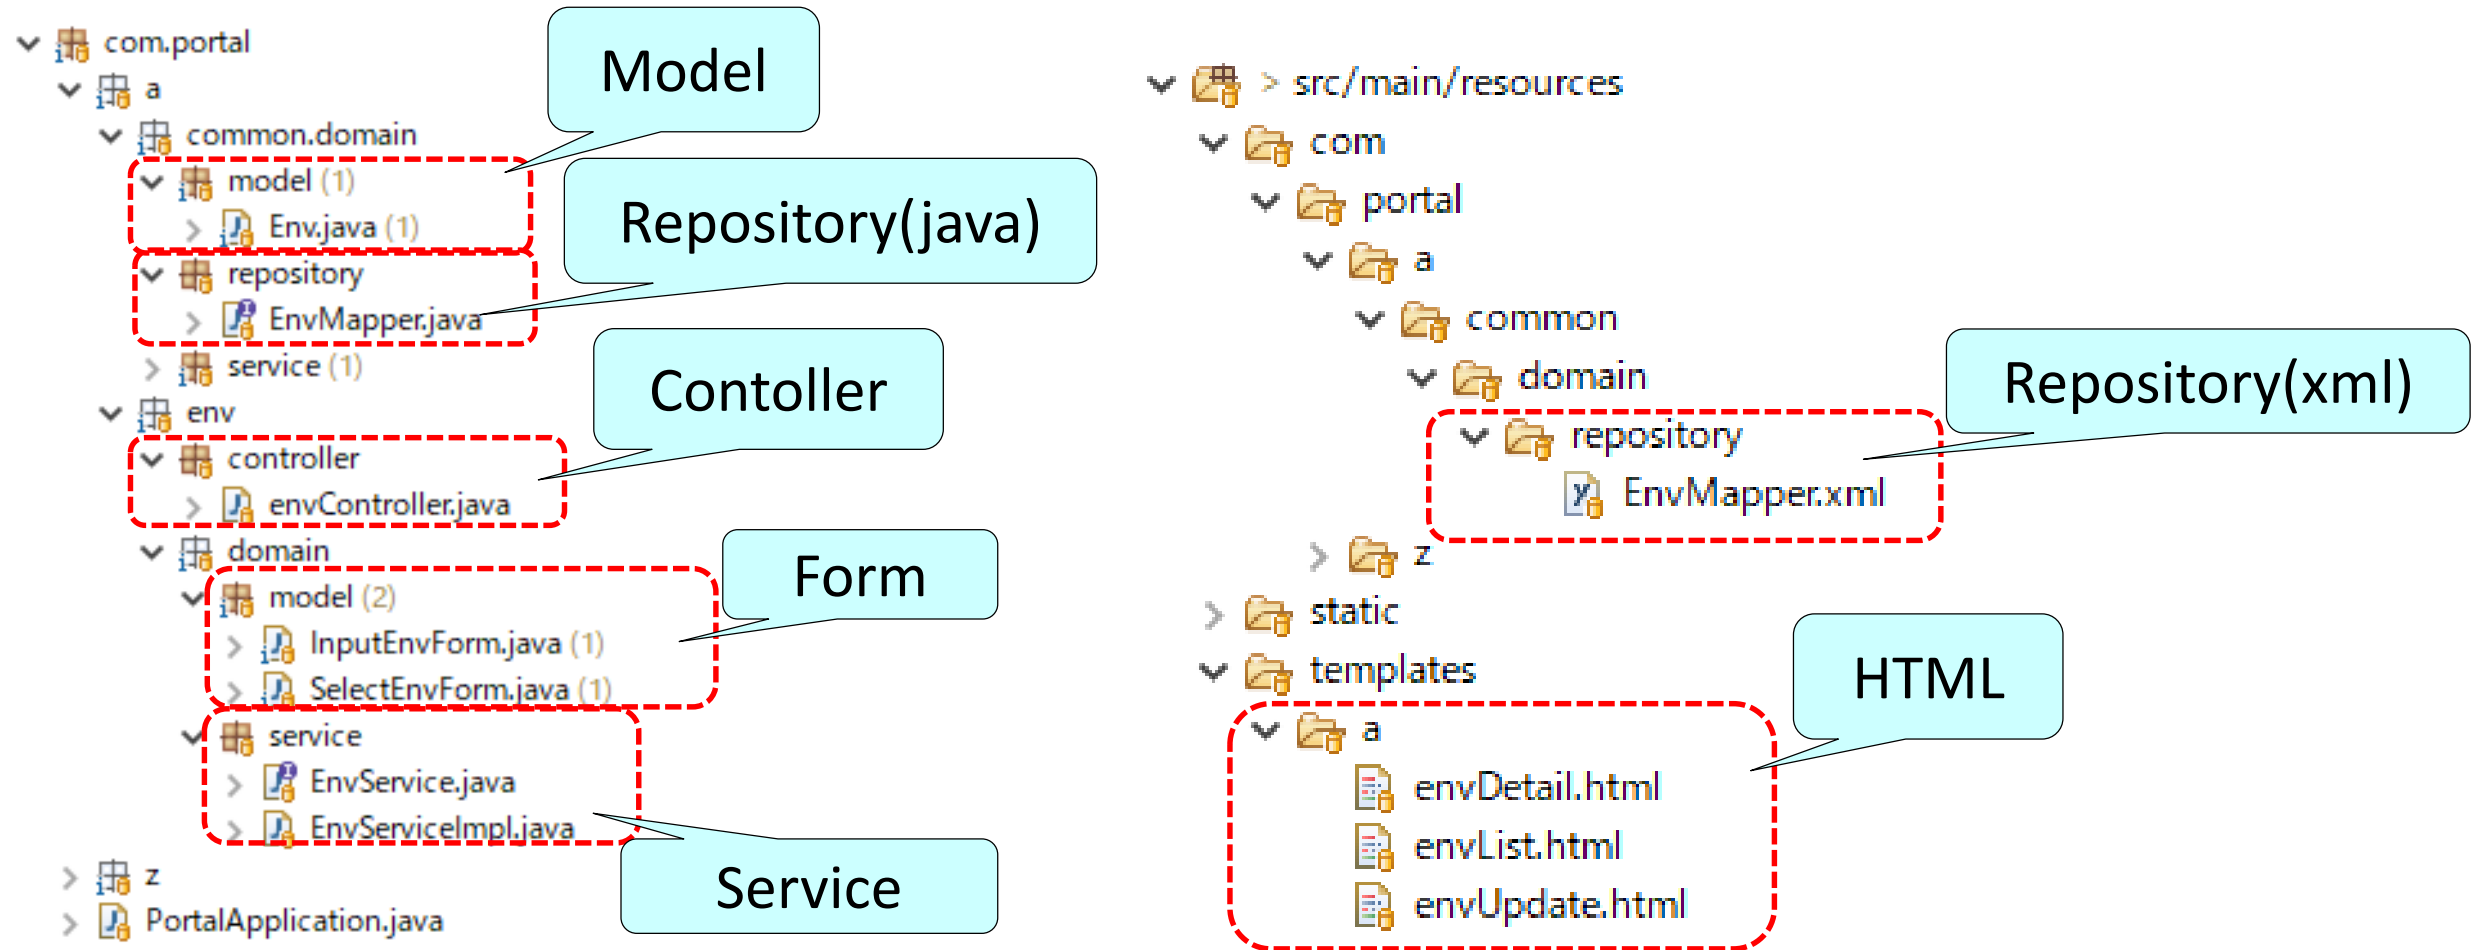 com.portal
a
common.domain
model (1)
Env.java (1)
repository
EnvMapper.java
service (1)
env
controller
envController.java
domain
model (2)
InputEnvForm.java (1)
SelectEnvForm.java (1)
service
EnvService.java
EnvServiceImpl.java
z
PortalApplication.java
Model
Repository(java)
Contoller
Form
Service
> src/main/resources
com
portal
a
common
domain
repository
EnvMapper.xml
z
static
templates
a
envDetail.html
envList.html
envUpdate.html
Repository(xml)
HTML